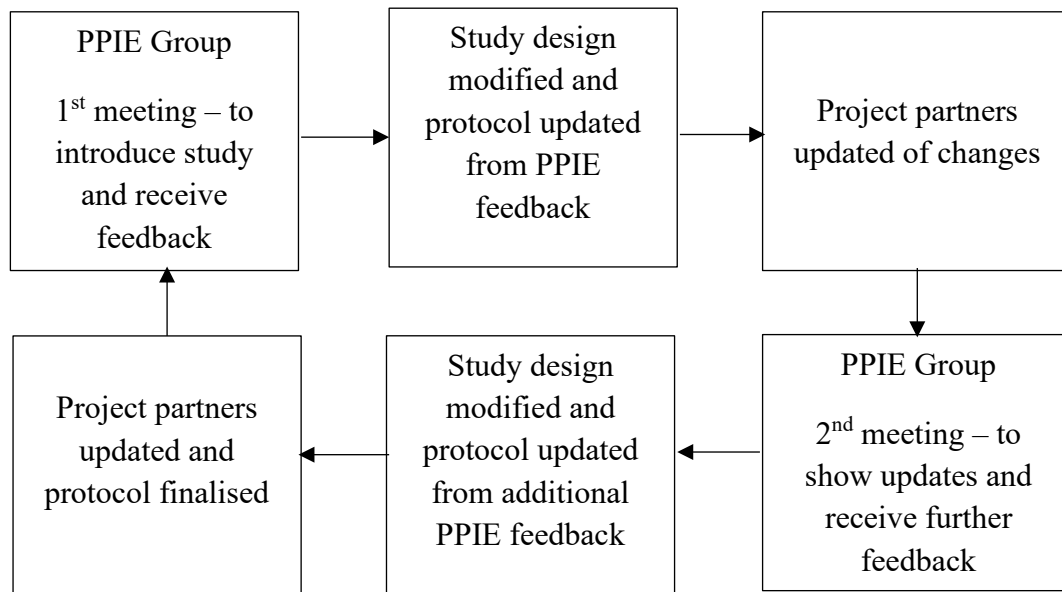 PPIE Group
1st meeting – to
introduce study
and receive
feedback
Study design
modified and
protocol updated
from PPIE
feedback
Project partners
updated of changes
PPIE Group
2nd meeting – to
show updates and
receive further
feedback
Study design
modified and
protocol updated
from additional
PPIE feedback
Project partners
updated and
protocol finalised